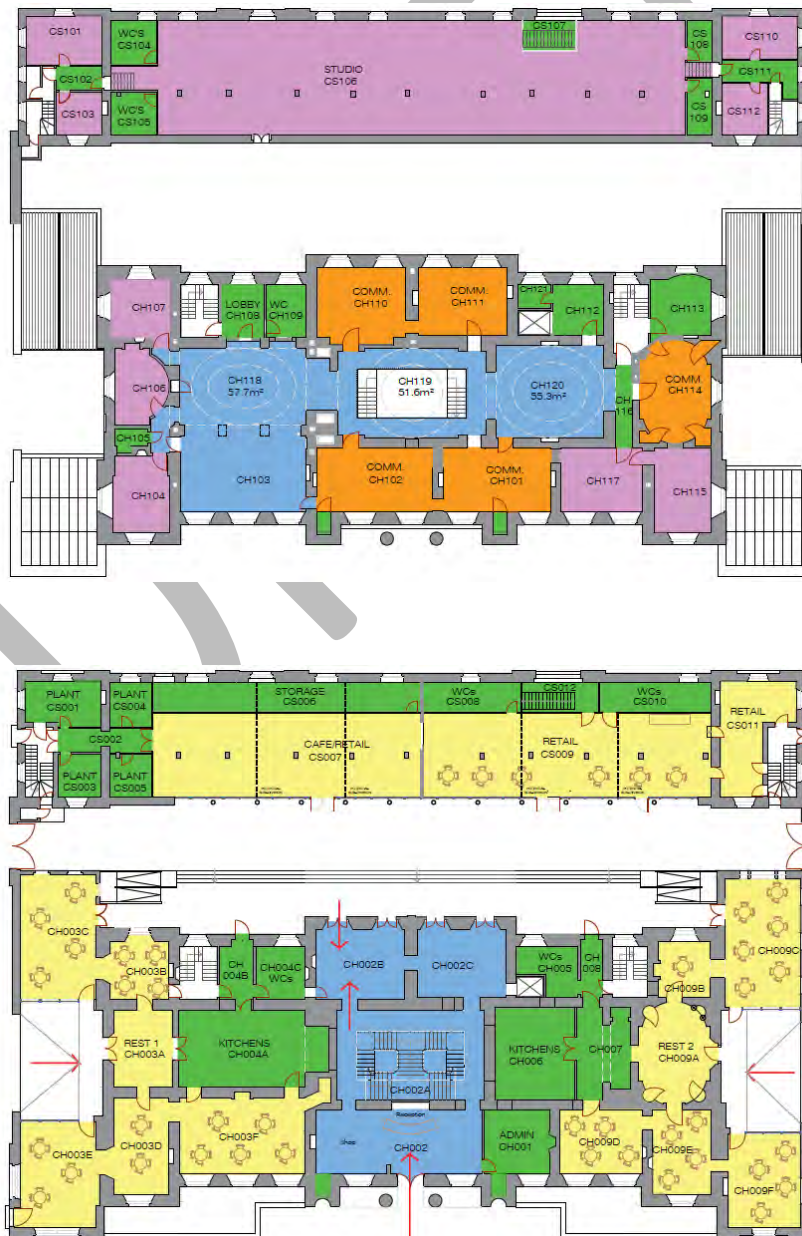 CS101
WC'S
CS104
CS107
CS
108
CS110
CS102
STUDIO
CS106
CS111
CS103
WC'S
CS105
CS
109
CS112
CH107
LOBBY
CH108
WC
CH109
COMM.
CH110
COMM.
CH111
CH121
CH112
CH113
CH106
CH118
57.7m²
CH119
51.6m²
CH120
55.3m²
CH
116
COMM.
CH114
CH105
CH104
CH103
COMM.
CH102
COMM.
CH101
CH117
CH115
PLANT
CS001
PLANT
CS004
STORAGE
CS006
WCs
CS008
CS012
WCs
CS010
RETAIL
CS011
CS002
CAFE/RETAIL
CS007
RETAIL
CS009
PLANT
CS003
PLANT
CS005
CH003C
CH003B
CH
004B
CH004C
WCs
CH002B
CH002C
WCs
CH005
CH
008
CH009B
CH009C
REST 1
CH003A
KITCHENS
CH004A
KITCHENS
CH006
CH007
REST 2
CH009A
CH002A
Reception
CH003E
CH003D
CH003F
Shop
CH002
ADMIN
CH001
CH009D
CH009E
CH009F